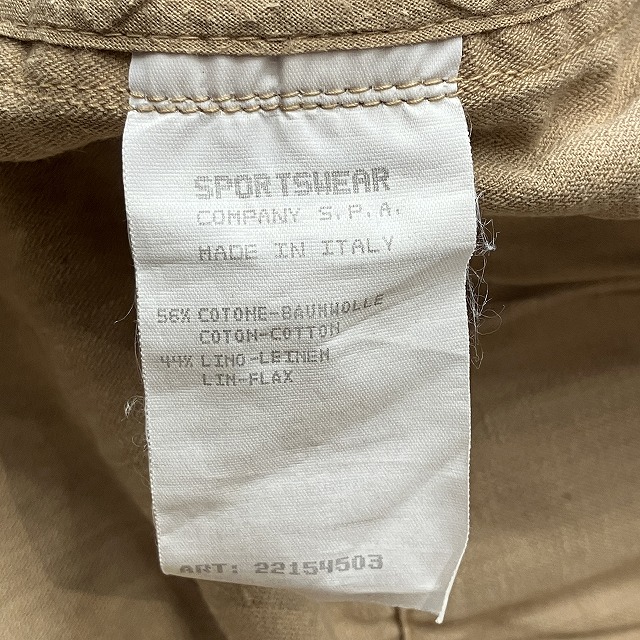 SPORTSWEAR
COMPANY S.P.A.
MADE IN ITALY
56% COTONE-BAUMWOLLE
COTON-COTTON
44% LINO-LEINEN
LIN-FLAX
ART: 22154503